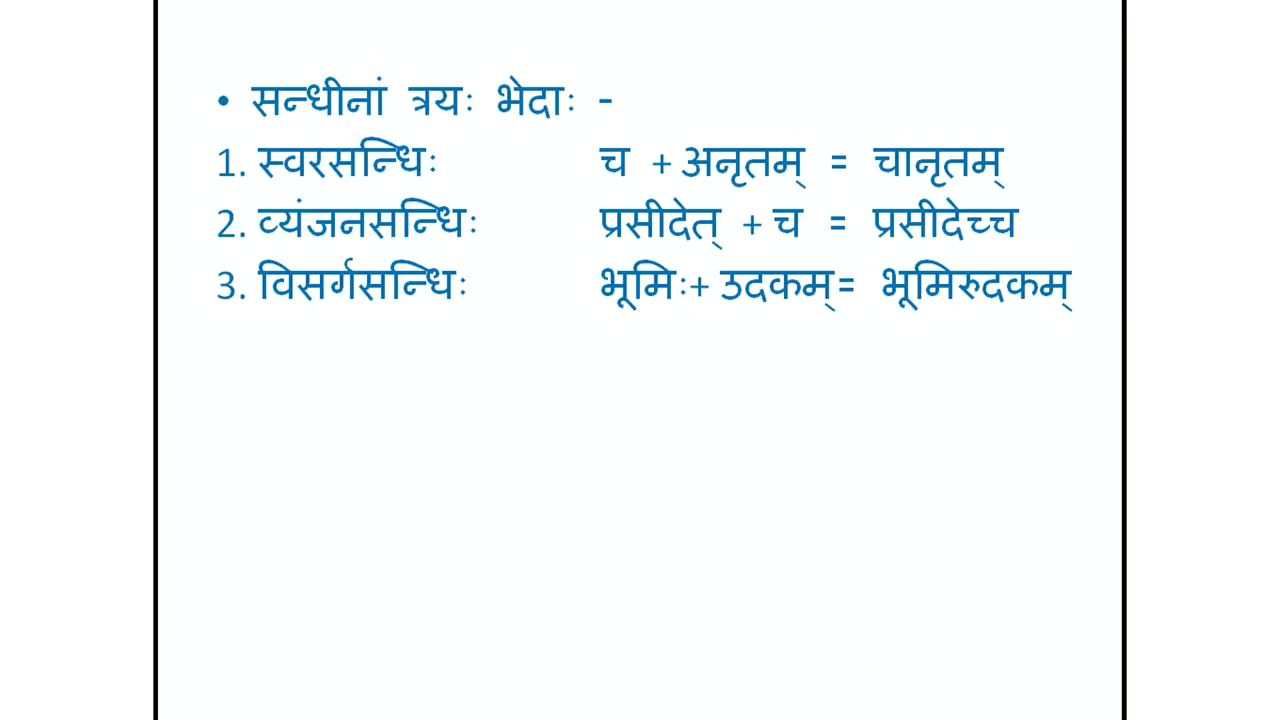 • सन्धीनां त्रयः भेदाः -
1. स्वरसन्धिः च + अनृतम् = चानृतम्
2. व्यंजनसन्धिः प्रसीदेत् + च = प्रसीदेच्च
3. विसर्गसन्धिः भूमिः+ उदकम्= भूमिरुदकम्